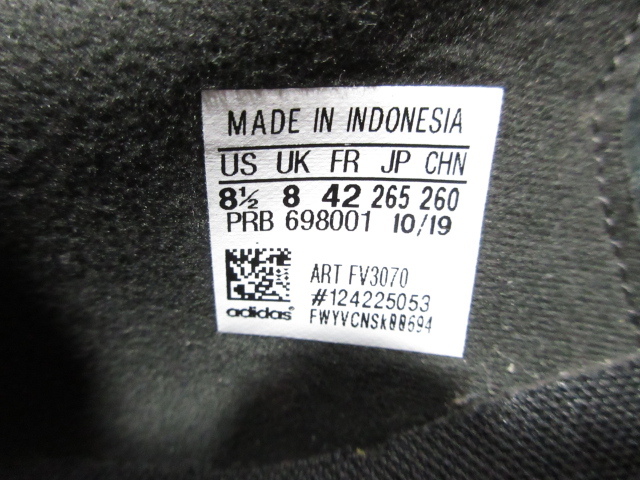 MADE IN INDONESIA
US UK FR JP CHN
8½ 8 42 265 260
PRB 698001 10/19
ART FV3070
#124225053
adidas FWYVCNSk00694